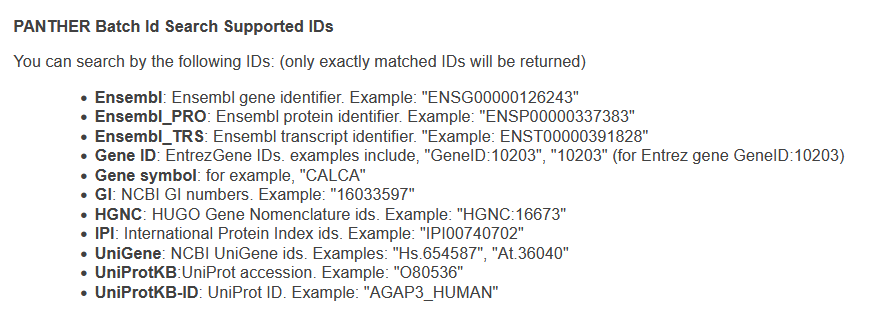 PANTHER Batch Id Search Supported IDs
You can search by the following IDs: (only exactly matched IDs will be returned)
• Ensembl: Ensembl gene identifier. Example: "ENSG00000126243"
• Ensembl_PRO: Ensembl protein identifier. Example: "ENSP00000337383"
• Ensembl_TRS: Ensembl transcript identifier. "Example: ENST00000391828"
• Gene ID: EntrezGene IDs. examples include, "GeneID:10203", "10203" (for Entrez gene GeneID:10203)
• Gene symbol: for example, "CALCA"
• GI: NCBI GI numbers. Example: "16033597"
• HGNC: HUGO Gene Nomenclature ids. Example: "HGNC:16673"
• IPI: International Protein Index ids. Example: "IPI00740702"
• UniGene: NCBI UniGene ids. Examples: "Hs.654587", "At.36040"
• UniProtKB:UniProt accession. Example: "O80536"
• UniProtKB-ID: UniProt ID. Example: "AGAP3_HUMAN"